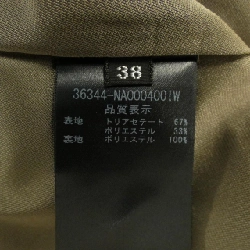 38
36344-NA0004001W
品質表示
表地 トリアセテート 67%
ポリエステル 33%
裏地 ポリエステル 100%